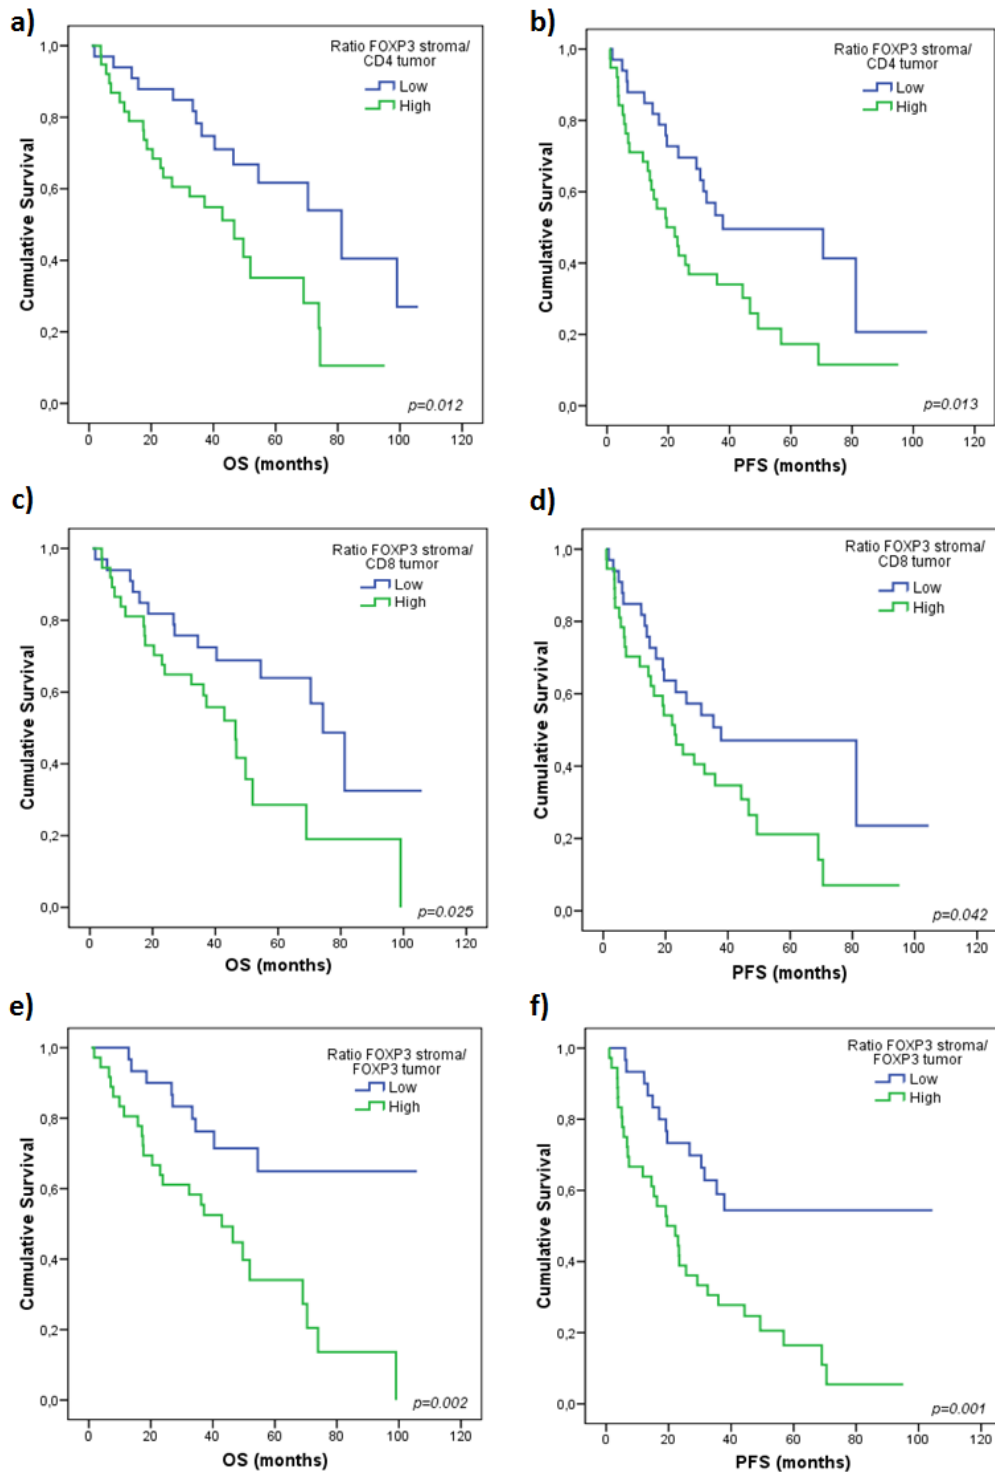 a)
Ratio FOXP3 stroma/
CD4 tumor
Low
High
1,0
0,8
0,6
0,4
0,2
0,0
Cumulative Survival
p=0.012
0 20 40 60 80 100 120
OS (months)
b)
Ratio FOXP3 stroma/
CD4 tumor
Low
High
1,0
0,8
0,6
0,4
0,2
0,0
Cumulative Survival
p=0.013
0 20 40 60 80 100 120
PFS (months)
c)
Ratio FOXP3 stroma/
CD8 tumor
Low
High
1,0
0,8
0,6
0,4
0,2
0,0
Cumulative Survival
p=0.025
0 20 40 60 80 100 120
OS (months)
d)
Ratio FOXP3 stroma/
CD8 tumor
Low
High
1,0
0,8
0,6
0,4
0,2
0,0
Cumulative Survival
p=0.042
0 20 40 60 80 100 120
PFS (months)
e)
Ratio FOXP3 stroma/
FOXP3 tumor
Low
High
1,0
0,8
0,6
0,4
0,2
0,0
Cumulative Survival
p=0.002
0 20 40 60 80 100 120
OS (months)
f)
Ratio FOXP3 stroma/
FOXP3 tumor
Low
High
1,0
0,8
0,6
0,4
0,2
0,0
Cumulative Survival
p=0.001
0 20 40 60 80 100 120
PFS (months)